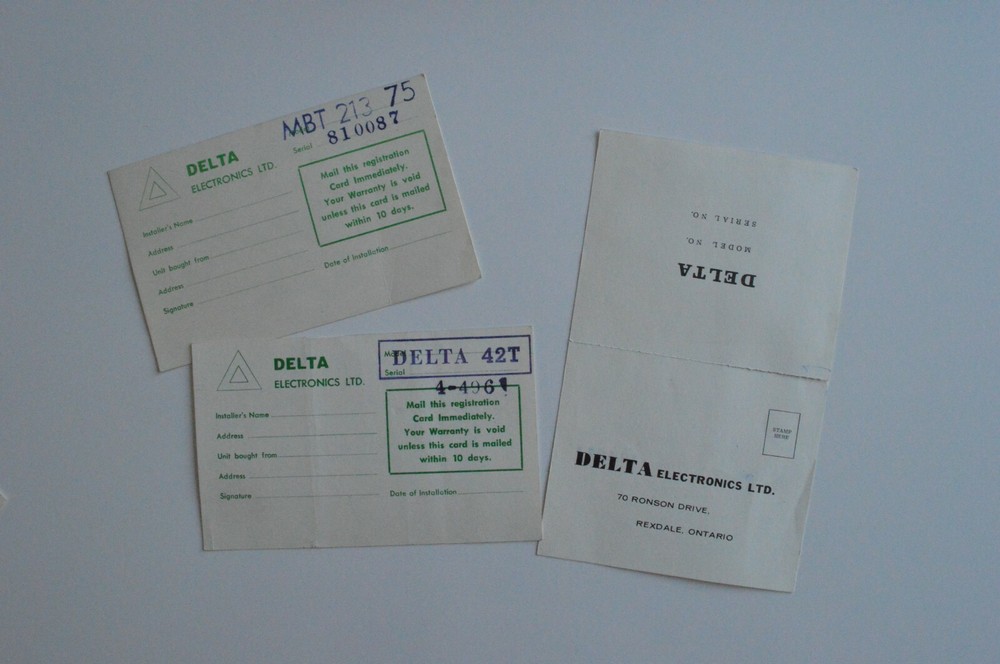 MBT 213 75
Serial 810087
DELTA
ELECTRONICS LTD.
Mail this registration
Card Immediately.
Your Warranty is void
unless this card is mailed
within 10 days.
Installer's Name
Address
Unit bought from
Address
Signature
Date of Installation
DELTA 42T
Serial
DELTA
ELECTRONICS LTD.
Mail this registration
Card Immediately.
Your Warranty is void
unless this card is mailed
within 10 days.
Installer's Name
Address
Unit bought from
Address
Signature
Date of Installation
DELTA
MODEL NO.
SERIAL NO.
STAMP
HERE
DELTA ELECTRONICS LTD.
70 RONSON DRIVE,
REXDALE, ONTARIO